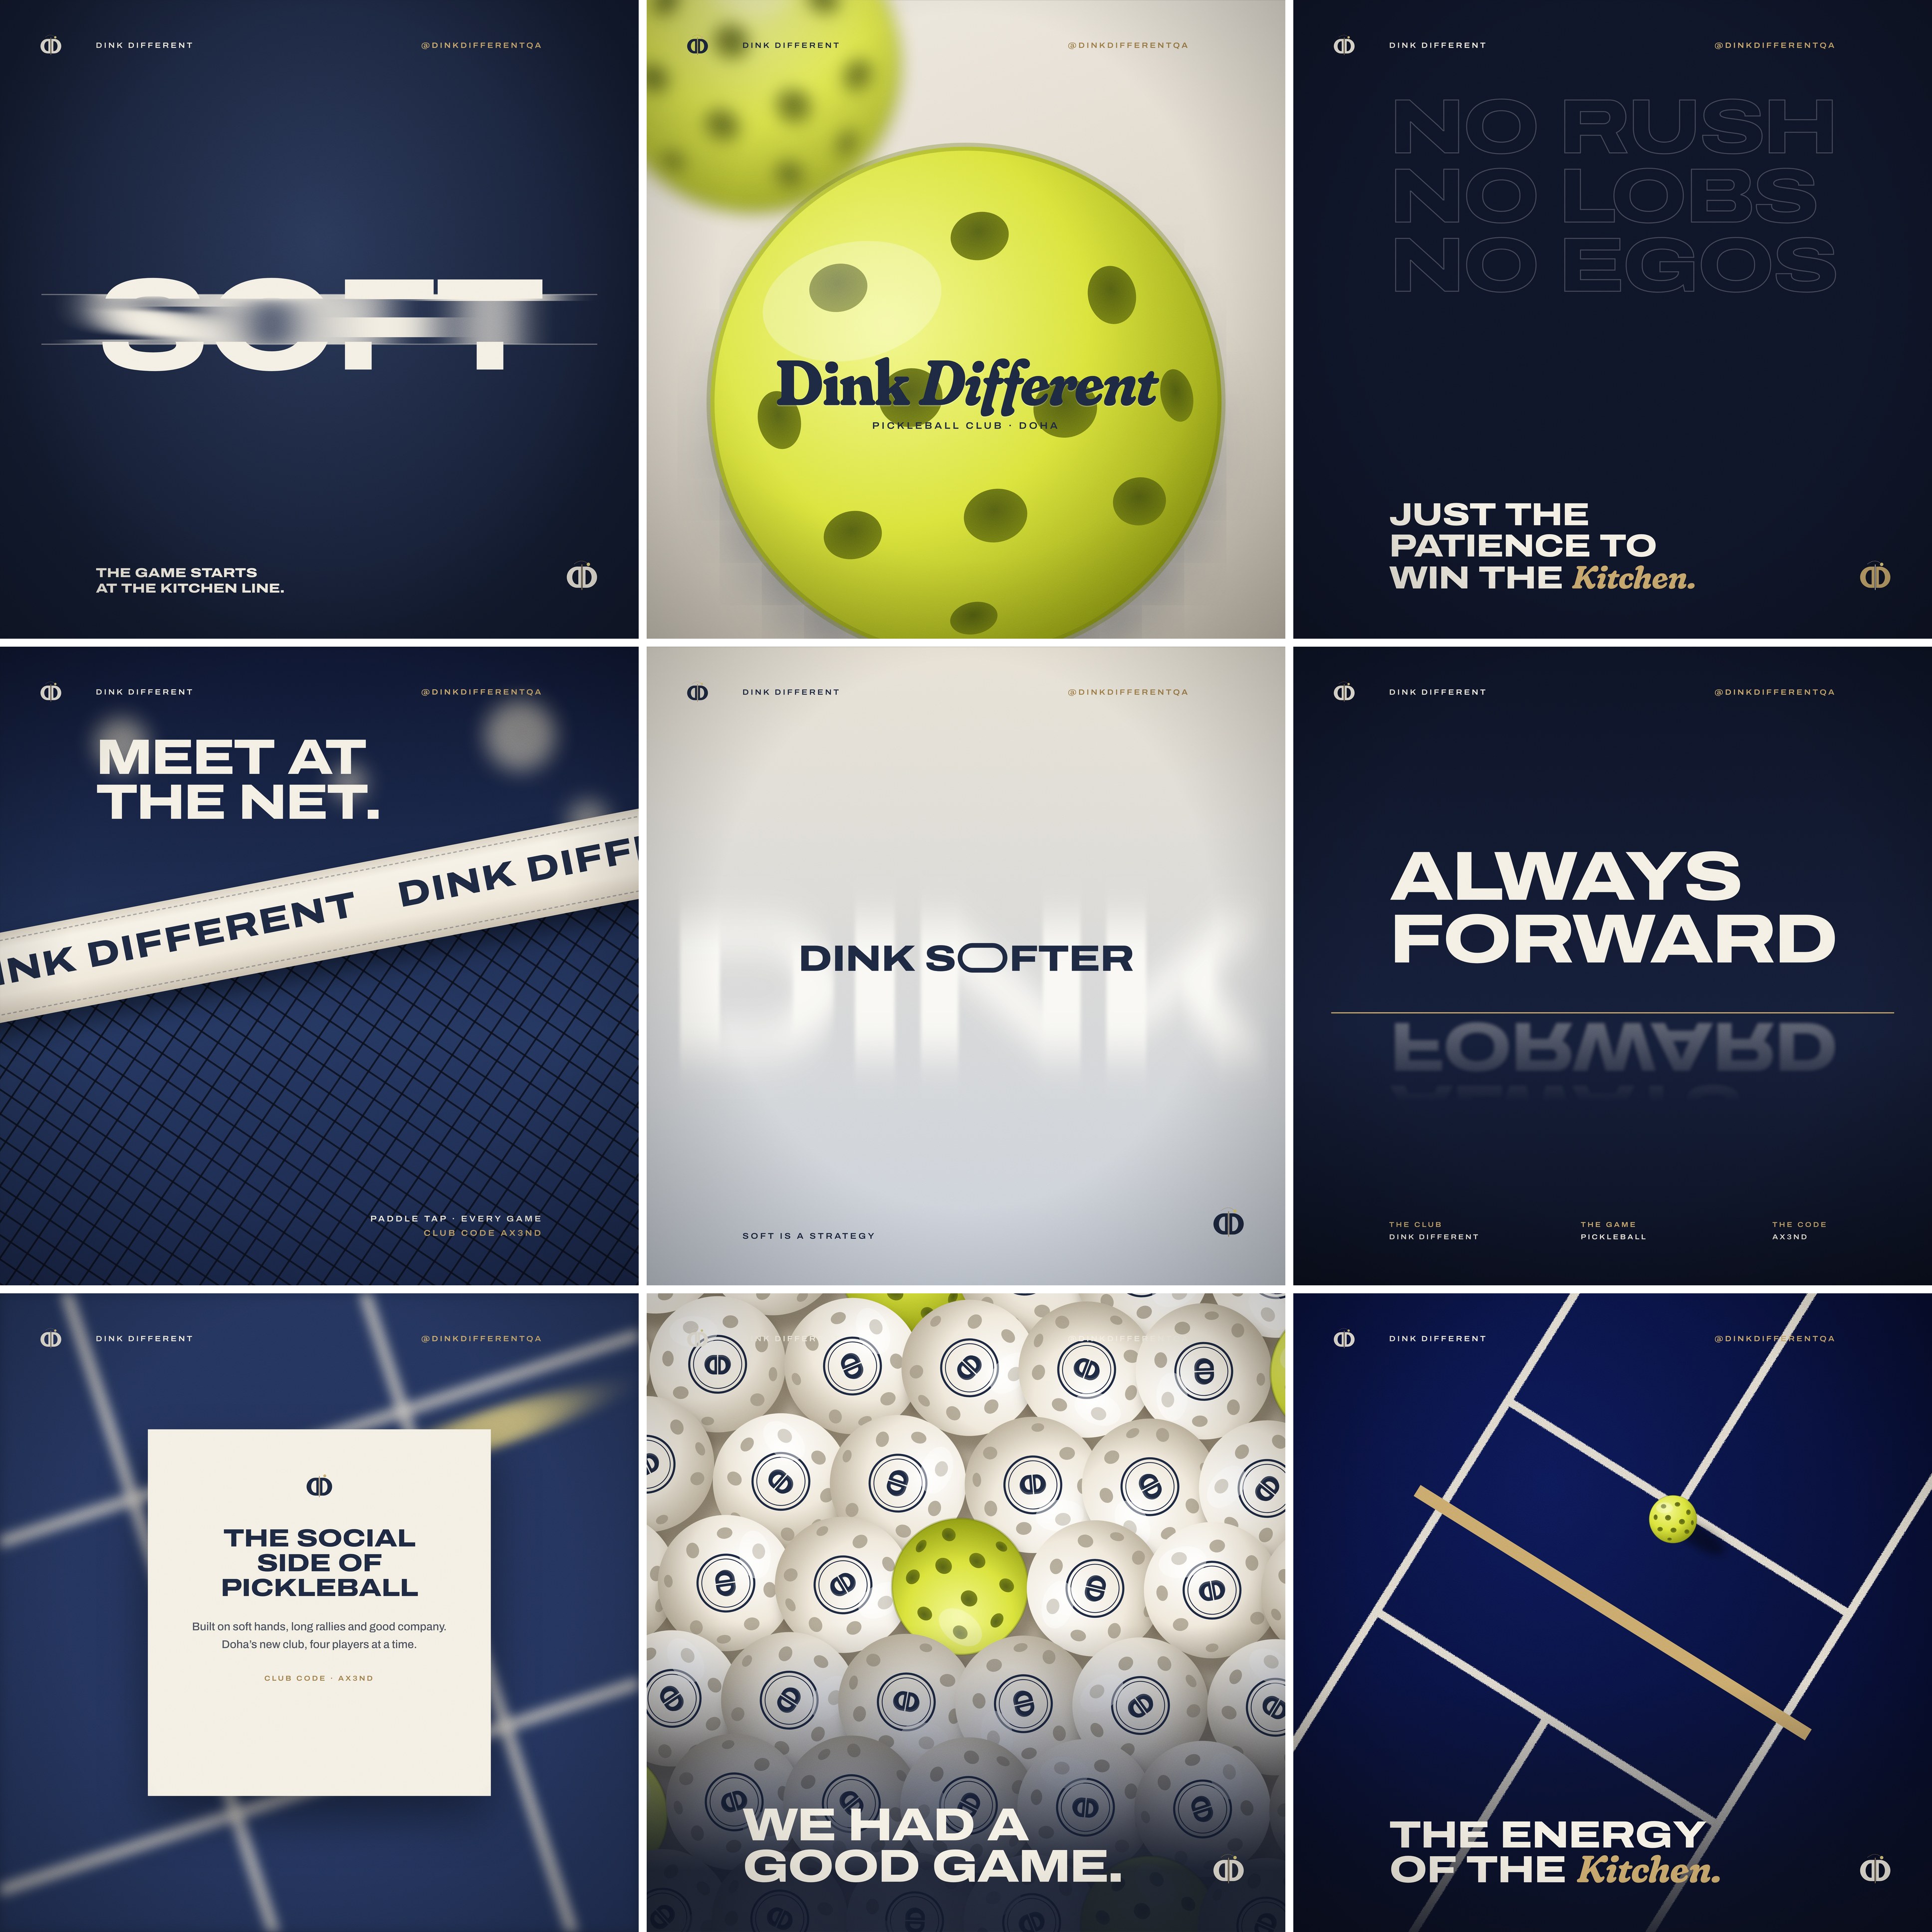 DINK DIFFERENT
@DINKDIFFERENTQA
SOFT
THE GAME STARTS
AT THE KITCHEN LINE.
DINK DIFFERENT
@DINKDIFFERENTQA
Dink Different
PICKLEBALL CLUB · DOHA
DINK DIFFERENT
@DINKDIFFERENTQA
NO RUSH
NO LOBS
NO EGOS
JUST THE
PATIENCE TO
WIN THE Kitchen.
DINK DIFFERENT
@DINKDIFFERENTQA
MEET AT
THE NET.
INK DIFFERENT DINK DIFF
PADDLE TAP · EVERY GAME
CLUB CODE AX3ND
DINK DIFFERENT
@DINKDIFFERENTQA
DINK
DINK SOFTER
SOFT IS A STRATEGY
DINK DIFFERENT
@DINKDIFFERENTQA
ALWAYS
FORWARD
FORWARD
THE CLUB
DINK DIFFERENT
THE GAME
PICKLEBALL
THE CODE
AX3ND
DINK DIFFERENT
@DINKDIFFERENTQA
THE SOCIAL
SIDE OF
PICKLEBALL
Built on soft hands, long rallies and good company.
Doha's new club, four players at a time.
CLUB CODE · AX3ND
WE HAD A
GOOD GAME.
DINK DIFFERENT
@DINKDIFFERENTQA
THE ENERGY
OF THE Kitchen.